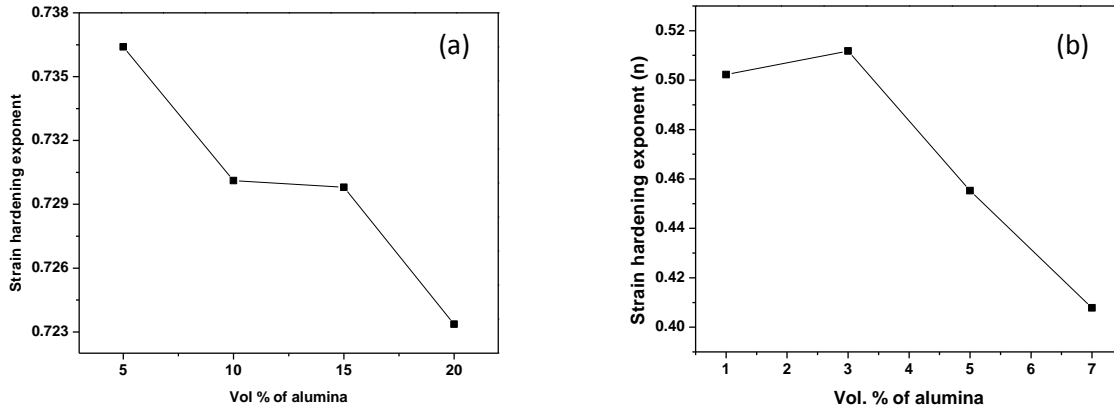 (a)
Strain hardening exponent
0.738
0.735
0.732
0.729
0.726
0.723
5 10 15 20
Vol % of alumina
(b)
Strain hardening exponent (n)
0.52
0.50
0.48
0.46
0.44
0.42
0.40
1 2 3 4 5 6 7
Vol. % of alumina